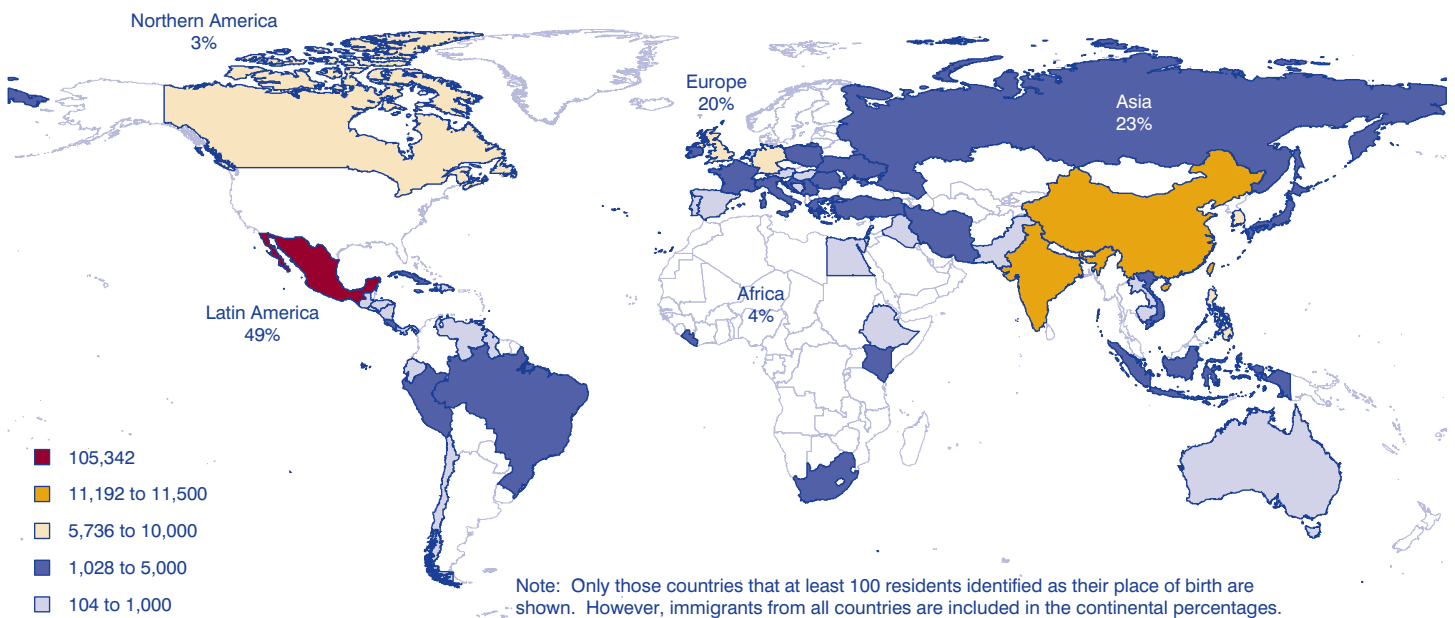 Northern America
3%
Europe
20%
Asia
23%
Africa
4%
Latin America
49%
105,342
11,192 to 11,500
5,736 to 10,000
1,028 to 5,000
104 to 1,000
Note: Only those countries that at least 100 residents identified as their place of birth are
shown. However, immigrants from all countries are included in the continental percentages.